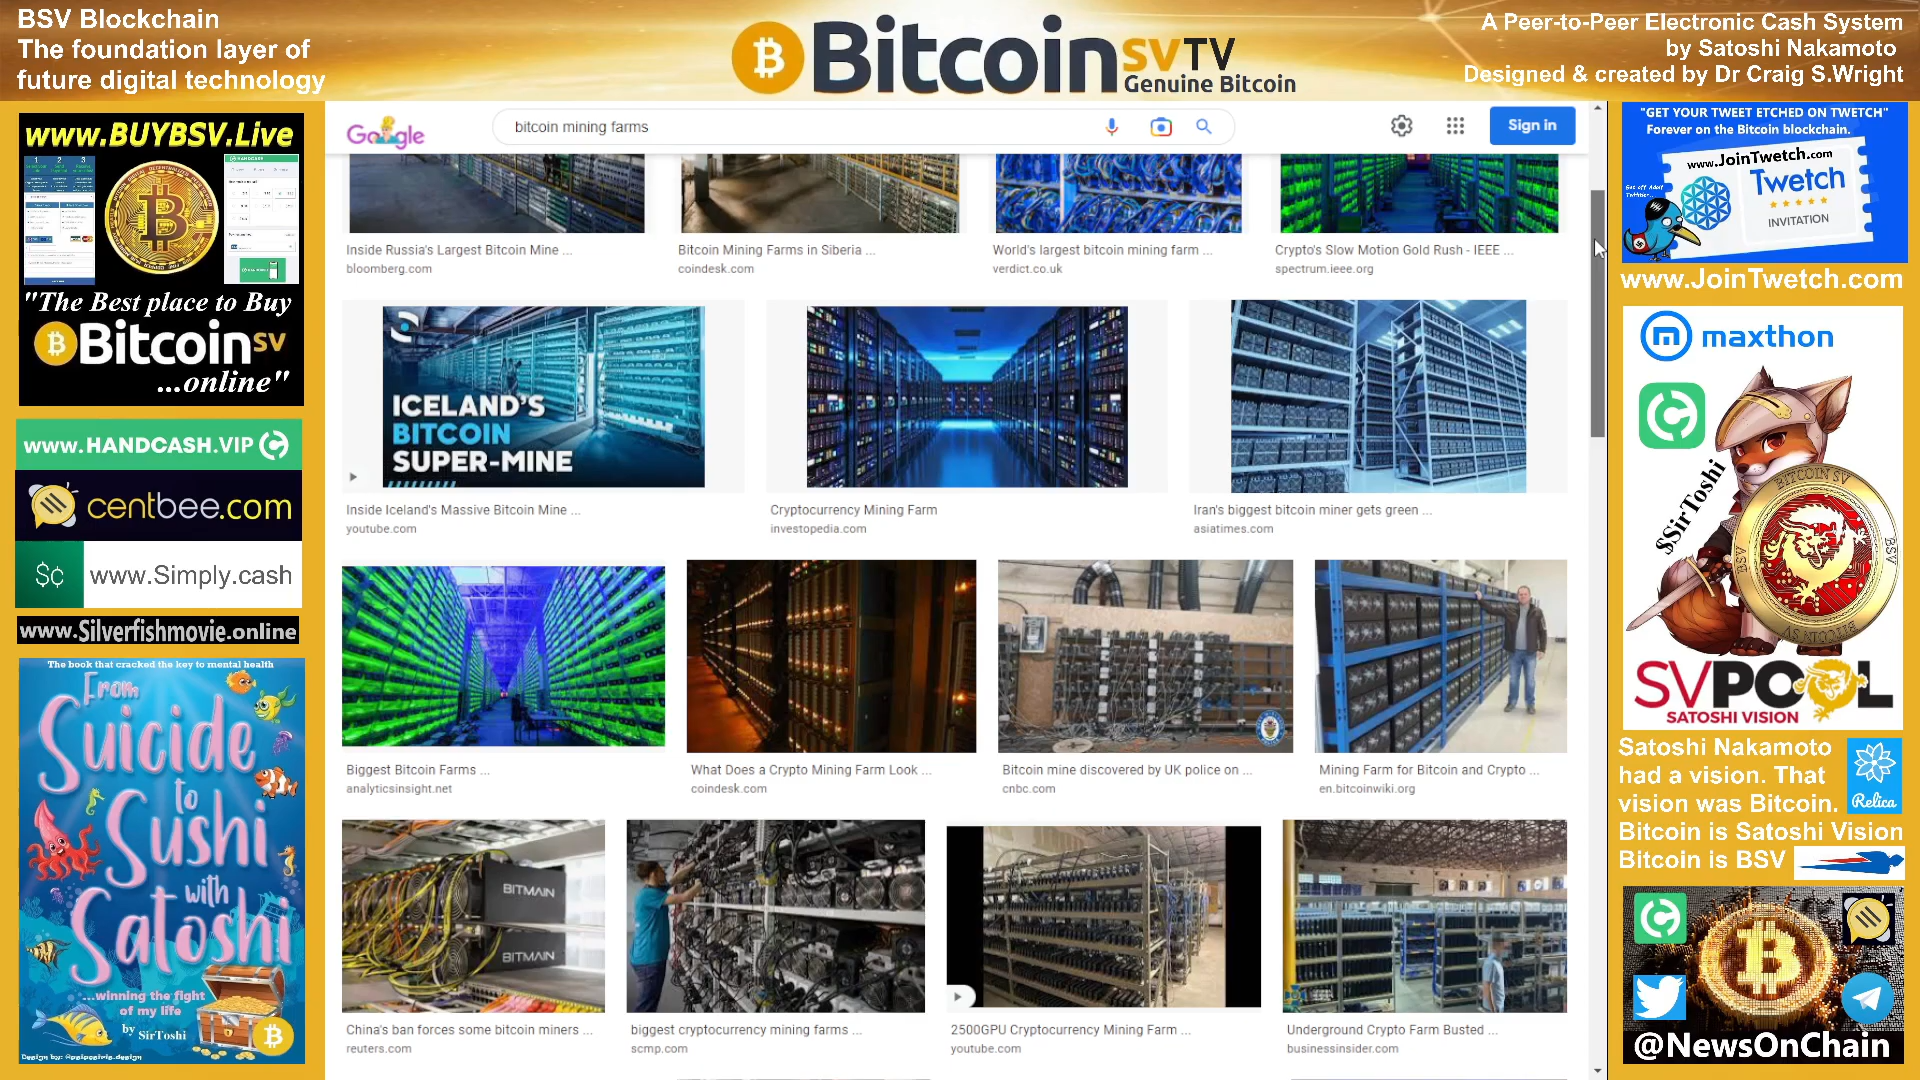 BSV Blockchain
The foundation layer of
future digital technology
Bitcoin SVTV
Genuine Bitcoin
A Peer-to-Peer Electronic Cash System
by Satoshi Nakamoto
Designed & created by Dr Craig S.Wright
www.BUYBSV.Live
"The Best place to Buy
Bitcoin SV
...online"
www.HANDCASH.VIP
centbee.com
$¢ www.Simply.cash
www.Silverfishmovie.online
The book that cracked the key to mental health
From
Suicide
to
Sushi
with
Satoshi
...winning the fight
of my life
by SirToshi
Google
bitcoin mining farms
Sign in
Inside Russia's Largest Bitcoin Mine ...
bloomberg.com
Bitcoin Mining Farms in Siberia ...
coindesk.com
World's largest bitcoin mining farm ...
verdict.co.uk
Crypto's Slow Motion Gold Rush - IEEE ...
spectrum.ieee.org
ICELAND'S
BITCOIN
SUPER-MINE
Inside Iceland's Massive Bitcoin Mine ...
youtube.com
Cryptocurrency Mining Farm
investopedia.com
Iran's biggest bitcoin miner gets green ...
asiatimes.com
Biggest Bitcoin Farms ...
analyticsinsight.net
What Does a Crypto Mining Farm Look ...
coindesk.com
Bitcoin mine discovered by UK police on ...
cnbc.com
Mining Farm for Bitcoin and Crypto ...
en.bitcoinwiki.org
BITMAIN
BITMAIN
China's ban forces some bitcoin miners ...
reuters.com
biggest cryptocurrency mining farms ...
scmp.com
2500GPU Cryptocurrency Mining Farm ...
youtube.com
Underground Crypto Farm Busted ...
businessinsider.com
"GET YOUR TWEET ETCHED ON TWETCH"
Forever on the Bitcoin blockchain.
www.JoinTwetch.com
Twetch
INVITATION
www.JoinTwetch.com
maxthon
$SirToshi
BITCOIN SV
BSV
BSV
BITCOIN SV
SVPOOL
SATOSHI VISION
Satoshi Nakamoto
had a vision. That
vision was Bitcoin.
Relica
Bitcoin is Satoshi Vision
Bitcoin is BSV
@NewsOnChain